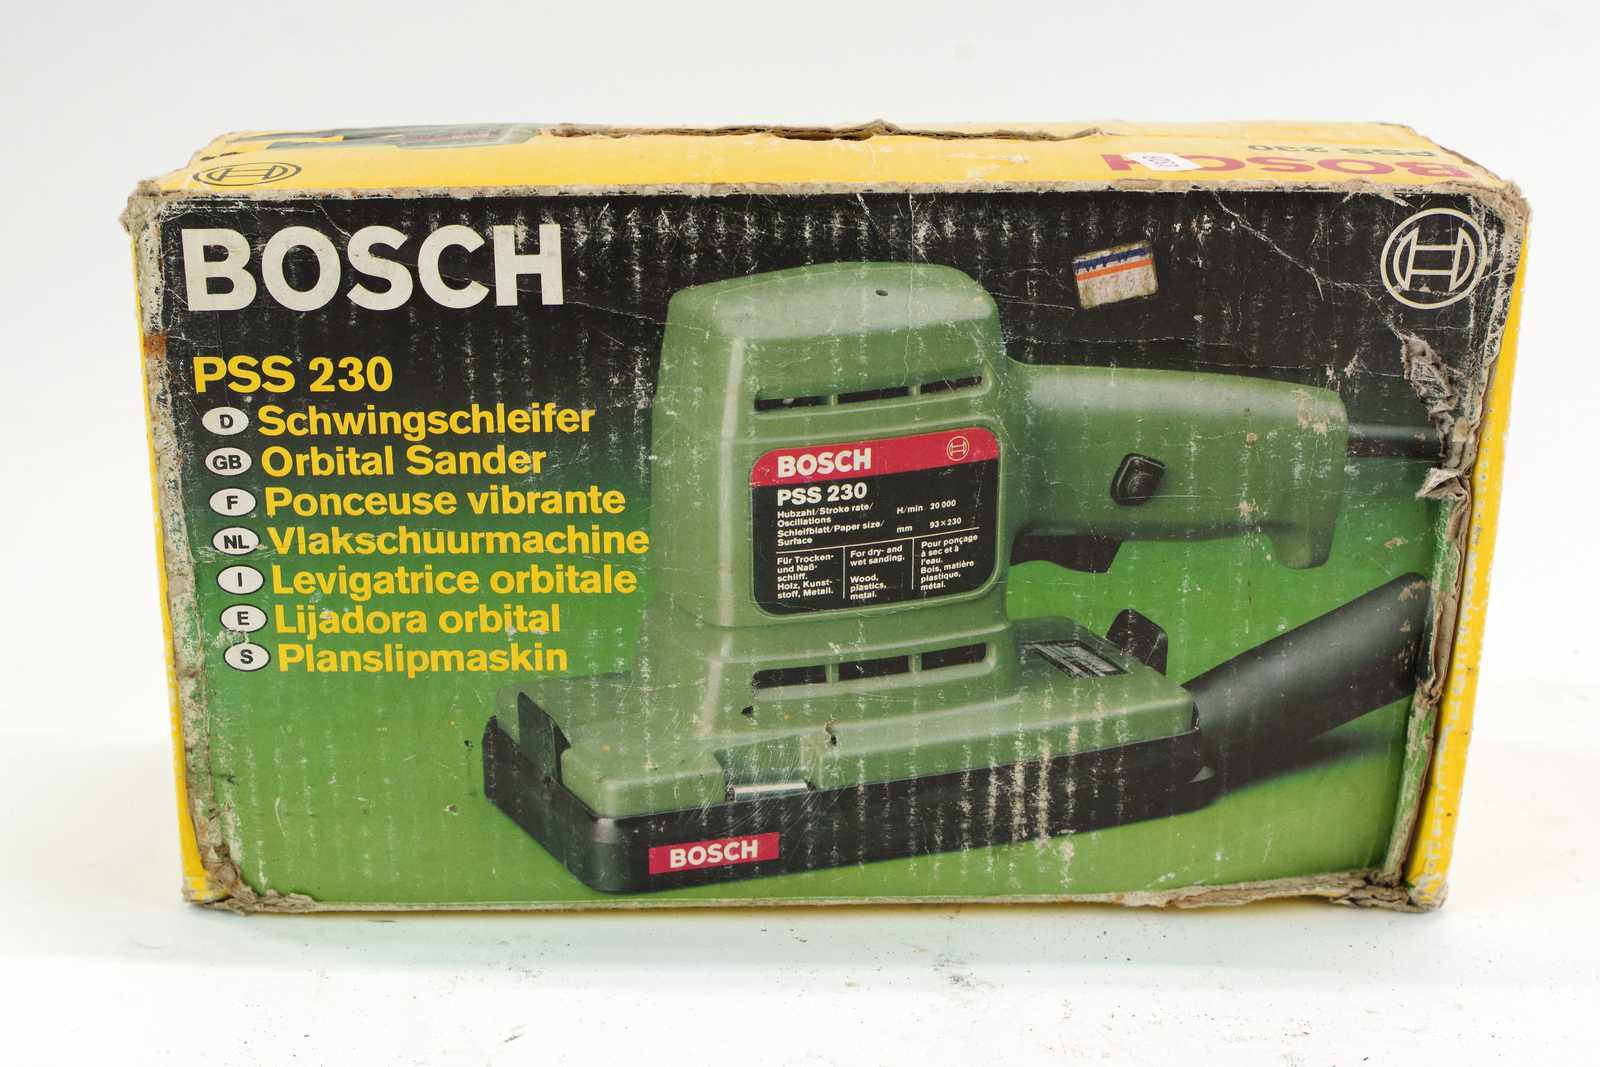 BOSCH
PSS 230
BOSCH
PSS 230
D Schwingschleifer
GB Orbital Sander
F Ponceuse vibrante
NL Vlakschuurmachine
I Levigatrice orbitale
E Lijadora orbital
S Planslipmaskin
BOSCH
PSS 230
Hubzahl/Stroke rate/
Oscillations H/min 20 000
Schleifblatt/Paper size/
Surface mm 93×230
Für Trocken-
und Naß-
schliff.
Holz, Kunst-
stoff, Metall.
For dry- and
wet sanding.
Wood,
plastics,
metal.
Pour ponçage
à sec et à
l'eau.
Bois, matière
plastique,
métal.
BOSCH